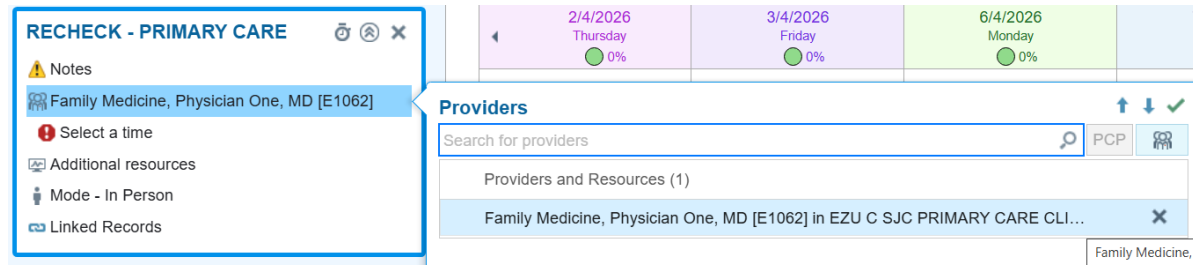 RECHECK - PRIMARY CARE
Notes
Family Medicine, Physician One, MD [E1062]
Select a time
Additional resources
Mode - In Person
Linked Records
2/4/2026
Thursday
0%
3/4/2026
Friday
0%
6/4/2026
Monday
0%
Providers
Search for providers
PCP
Providers and Resources (1)
Family Medicine, Physician One, MD [E1062] in EZU C SJC PRIMARY CARE CLI...
Family Medicine,